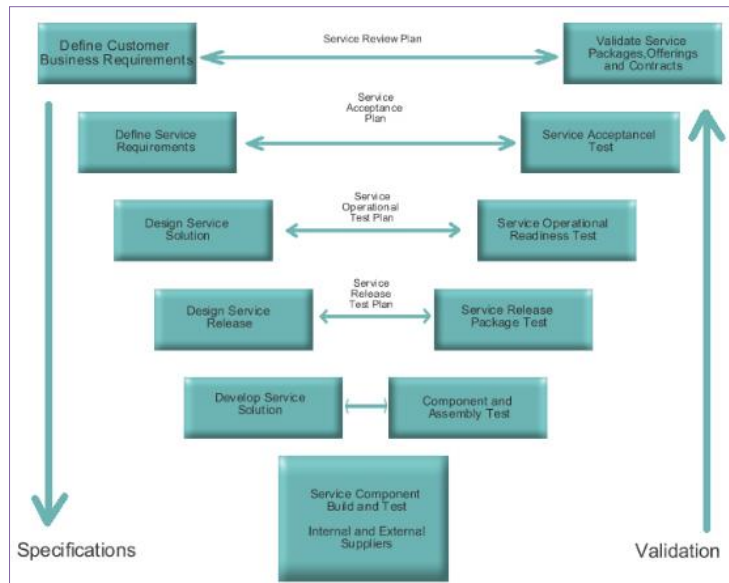 Define Customer
Business Requirements
Service Review Plan
Validate Service
Packages,Offerings
and Contracts
Service
Acceptance
Plan
Define Service
Requirements
Service Acceptancel
Test
Service
Operational
Test Plan
Design Service
Solution
Service Operational
Readiness Test
Service
Release
Test Plan
Design Service
Release
Service Release
Package Test
Develop Service
Solution
Component and
Assembly Test
Service Component
Build and Test
Internal and External
Suppliers
Specifications
Validation